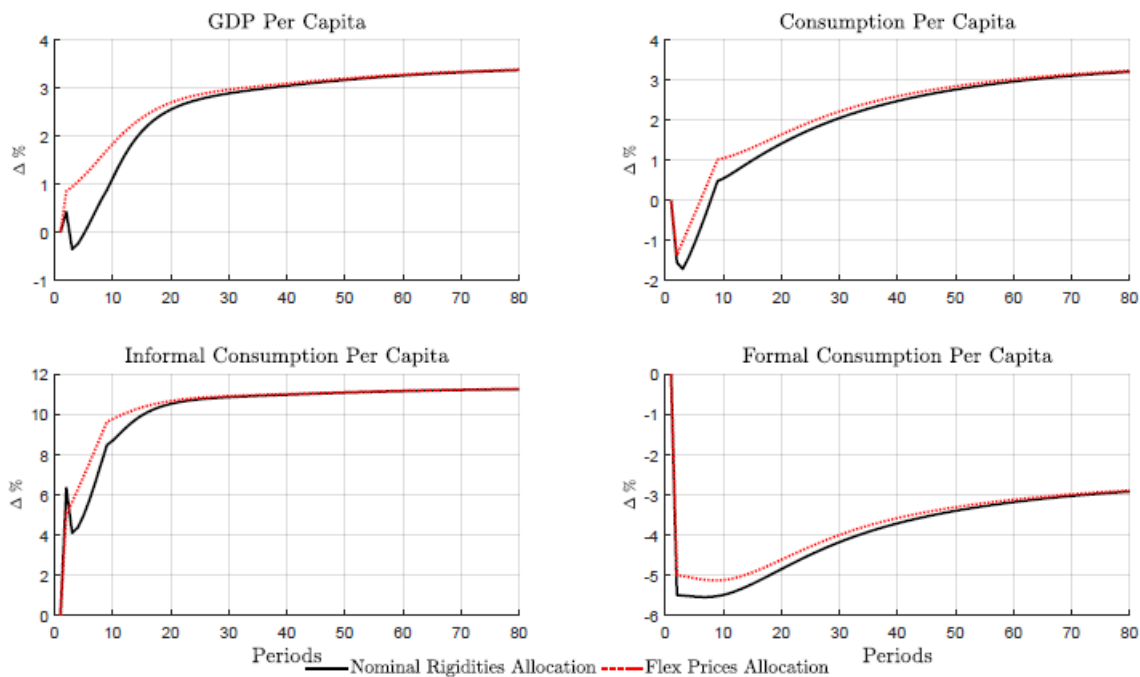 GDP Per Capita
4
3
2
1
0
-1
Δ %
0 10 20 30 40 50 60 70 80
Consumption Per Capita
4
3
2
1
0
-1
-2
Δ %
0 10 20 30 40 50 60 70 80
Informal Consumption Per Capita
12
10
8
6
4
2
0
Δ %
0 10 20 30 40 50 60 70 80
Periods
Formal Consumption Per Capita
0
-1
-2
-3
-4
-5
-6
Δ %
0 10 20 30 40 50 60 70 80
Periods
Nominal Rigidities Allocation Flex Prices Allocation